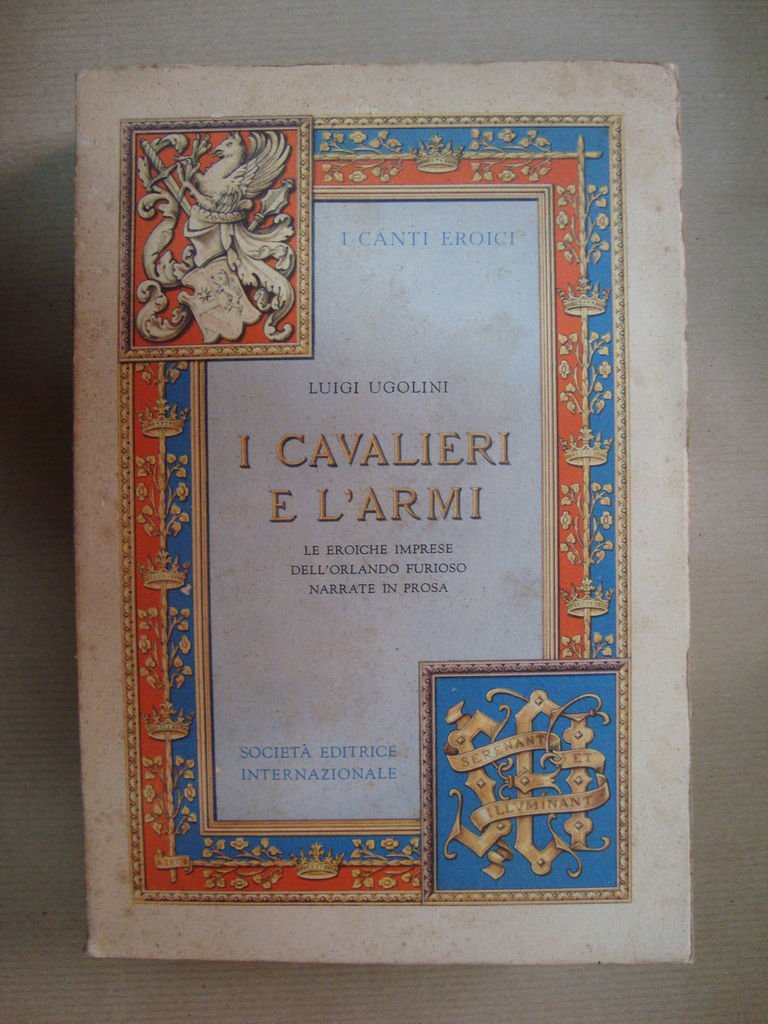 I CANTI EROICI
LUIGI UGOLINI
I CAVALIERI
E L'ARMI
LE EROICHE IMPRESE
DELL'ORLANDO FURIOSO
NARRATE IN PROSA
SOCIETÀ EDITRICE
INTERNAZIONALE
SEI
SERENANT ET
ILLVMINANT